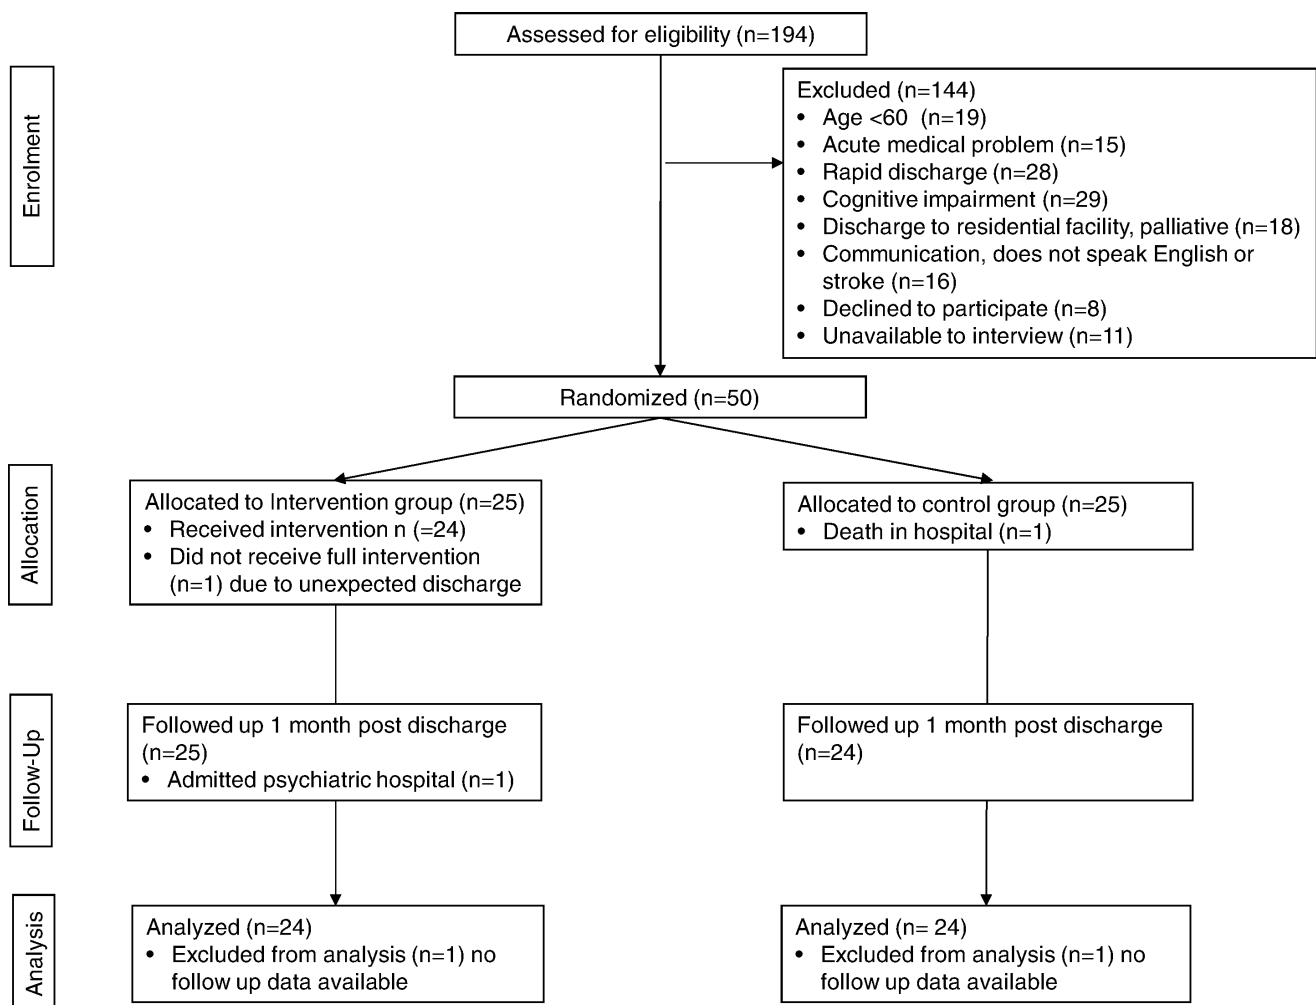 Assessed for eligibility (n=194)
Enrolment
Excluded (n=144)
• Age <60  (n=19)
• Acute medical problem (n=15)
• Rapid discharge (n=28)
• Cognitive impairment (n=29)
• Discharge to residential facility, palliative (n=18)
• Communication, does not speak English or
stroke (n=16)
• Declined to participate (n=8)
• Unavailable to interview (n=11)
Randomized (n=50)
Allocation
Allocated to Intervention group (n=25)
• Received intervention n (=24)
• Did not receive full intervention
(n=1) due to unexpected discharge
Allocated to control group (n=25)
• Death in hospital (n=1)
Follow-Up
Followed up 1 month post discharge
(n=25)
• Admitted psychiatric hospital (n=1)
Followed up 1 month post discharge
(n=24)
Analysis
Analyzed (n=24)
• Excluded from analysis (n=1) no
follow up data available
Analyzed (n= 24)
• Excluded from analysis (n=1) no
follow up data available